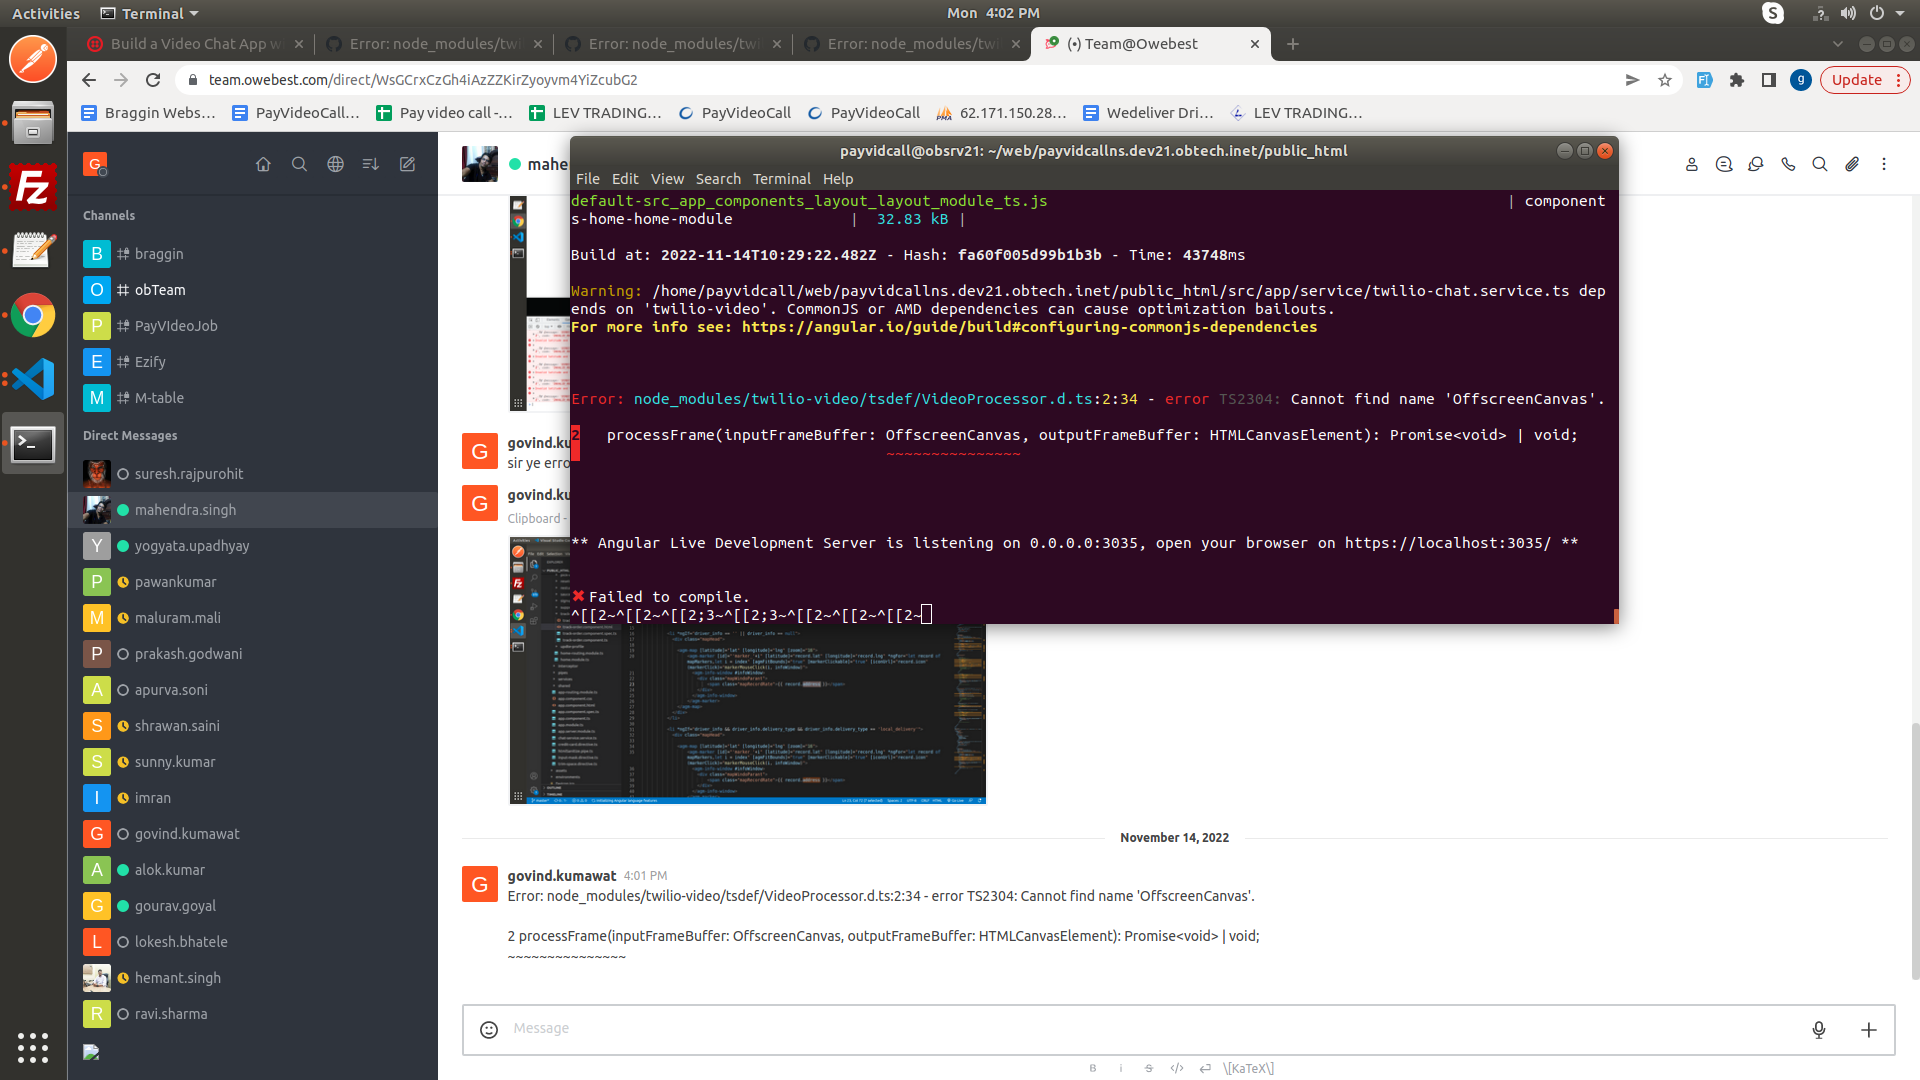 Activities
Terminal
Mon 4:02 PM
Build a Video Chat App w
Error: node_modules/twi
Error: node_modules/twi
Error: node_modules/twi
(•) Team@Owebest
team.owebest.com/direct/WsGCrxCzGh4iAzZZKirZyoyvm4YiZcubG2
Update
Braggin Webs…
PayVideoCall…
Pay video call -…
LEV TRADING…
PayVideoCall
PayVideoCall
62.171.150.28…
Wedeliver Dri…
LEV TRADING…
G
mahe
Channels
B braggin
O obTeam
P PayVIdeoJob
E Ezify
M M-table
Direct Messages
suresh.rajpurohit
mahendra.singh
Y yogyata.upadhyay
P pawankumar
M maluram.mali
P prakash.godwani
A apurva.soni
S shrawan.saini
S sunny.kumar
I imran
G govind.kumawat
A alok.kumar
G gourav.goyal
L lokesh.bhatele
hemant.singh
R ravi.sharma
payvidcall@obsrv21: ~/web/payvidcallns.dev21.obtech.inet/public_html
File Edit View Search Terminal Help
default-src_app_components_layout_layout_module_ts.js | component
s-home-home-module | 32.83 kB |
Build at: 2022-11-14T10:29:22.482Z - Hash: fa60f005d99b1b3b - Time: 43748ms
Warning: /home/payvidcall/web/payvidcallns.dev21.obtech.inet/public_html/src/app/service/twilio-chat.service.ts dep
ends on 'twilio-video'. CommonJS or AMD dependencies can cause optimization bailouts.
For more info see: https://angular.io/guide/build#configuring-commonjs-dependencies
Error: node_modules/twilio-video/tsdef/VideoProcessor.d.ts:2:34 - error TS2304: Cannot find name 'OffscreenCanvas'.
2 processFrame(inputFrameBuffer: OffscreenCanvas, outputFrameBuffer: HTMLCanvasElement): Promise<void> | void;
~~~~~~~~~~~~~~~
** Angular Live Development Server is listening on 0.0.0.0:3035, open your browser on https://localhost:3035/ **
✖ Failed to compile.
^[[2~^[[2~^[[2;3~^[[2;3~^[[2~^[[2~^[[2~
G govind.ku
sir ye erro
G govind.ku
Clipboard -
November 14, 2022
G govind.kumawat 4:01 PM
Error: node_modules/twilio-video/tsdef/VideoProcessor.d.ts:2:34 - error TS2304: Cannot find name 'OffscreenCanvas'.
2 processFrame(inputFrameBuffer: OffscreenCanvas, outputFrameBuffer: HTMLCanvasElement): Promise<void> | void;
~~~~~~~~~~~~~~~
Message
B i S </> \[KaTeX\]